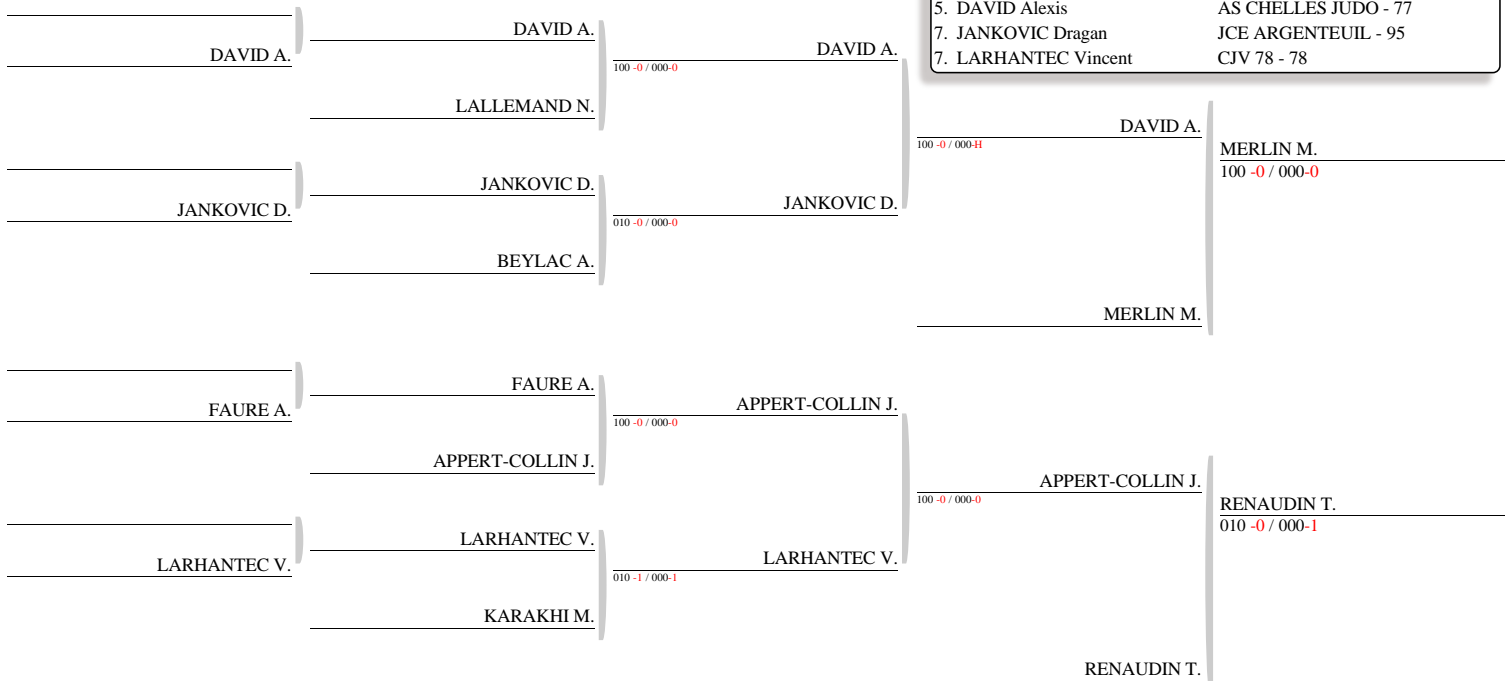 5. DAVID Alexis AS CHELLES JUDO - 77
7. JANKOVIC Dragan JCE ARGENTEUIL - 95
7. LARHANTEC Vincent CJV 78 - 78
DAVID A.
JANKOVIC D.
FAURE A.
LARHANTEC V.
DAVID A.
LALLEMAND N.
JANKOVIC D.
BEYLAC A.
FAURE A.
APPERT-COLLIN J.
LARHANTEC V.
KARAKHI M.
DAVID A.
100 -0 / 000-0
JANKOVIC D.
010 -0 / 000-0
APPERT-COLLIN J.
100 -0 / 000-0
LARHANTEC V.
010 -1 / 000-1
DAVID A.
100 -0 / 000-H
MERLIN M.
APPERT-COLLIN J.
100 -0 / 000-0
RENAUDIN T.
MERLIN M.
100 -0 / 000-0
RENAUDIN T.
010 -0 / 000-1